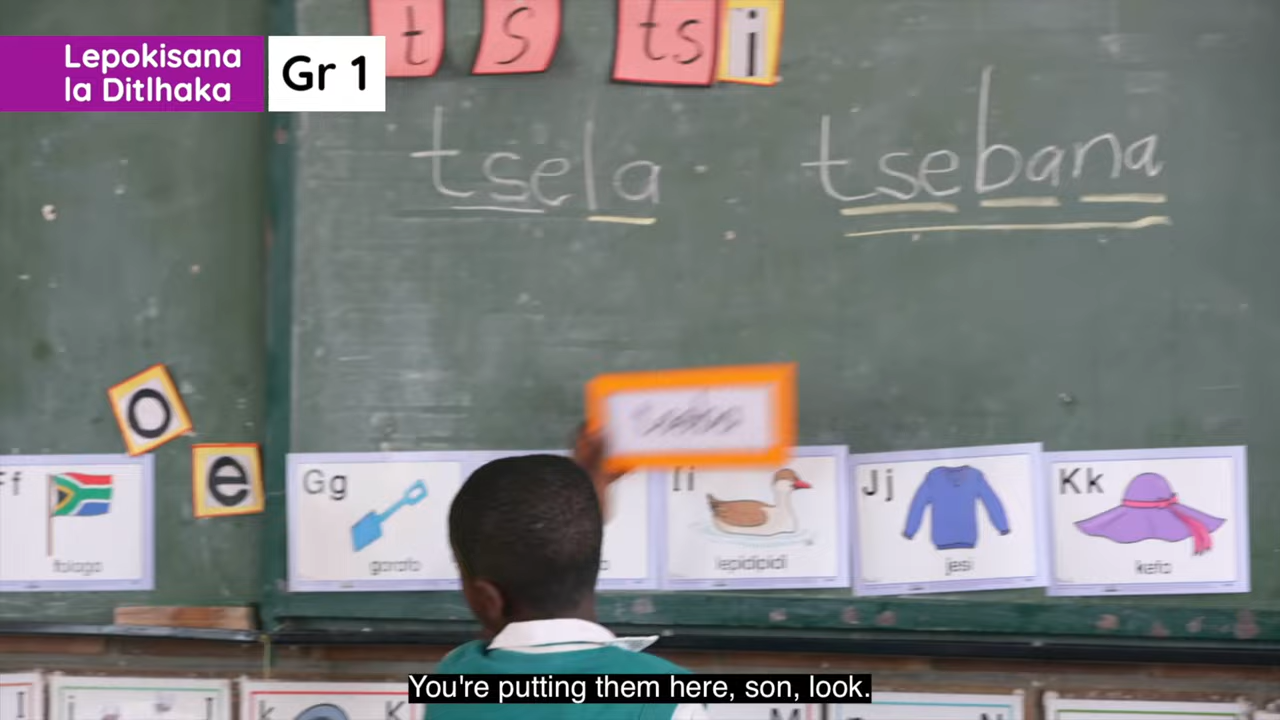 Lepokisana
la Ditlhaka
Gr 1
t s ts i
tsela tsebana
o
e
Ff
folaga
Gg
garafo
Ii
lepidipidi
Jj
jesi
Kk
kefa
I
j J
k K
M
N
You're putting them here, son, look.